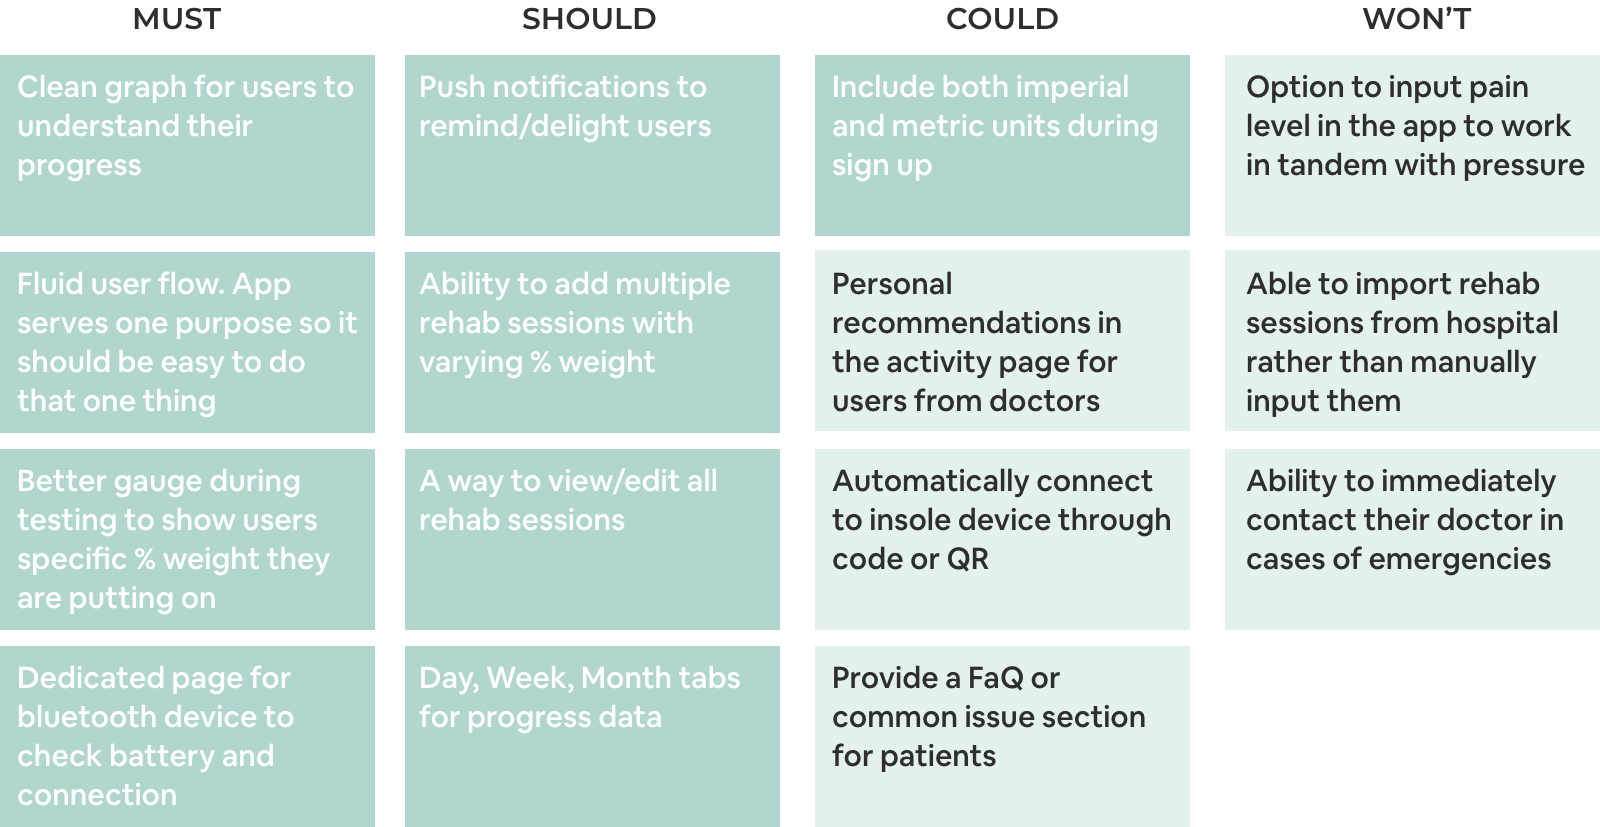 MUST
Clean graph for users to
understand their
progress
Fluid user flow. App
serves one purpose so it
should be easy to do
that one thing
Better gauge during
testing to show users
specific % weight they
are putting on
Dedicated page for
bluetooth device to
check battery and
connection
SHOULD
Push notifications to
remind/delight users
Ability to add multiple
rehab sessions with
varying % weight
A way to view/edit all
rehab sessions
Day, Week, Month tabs
for progress data
COULD
Include both imperial
and metric units during
sign up
Personal
recommendations in
the activity page for
users from doctors
Automatically connect
to insole device through
code or QR
Provide a FaQ or
common issue section
for patients
WON’T
Option to input pain
level in the app to work
in tandem with pressure
Able to import rehab
sessions from hospital
rather than manually
input them
Ability to immediately
contact their doctor in
cases of emergencies